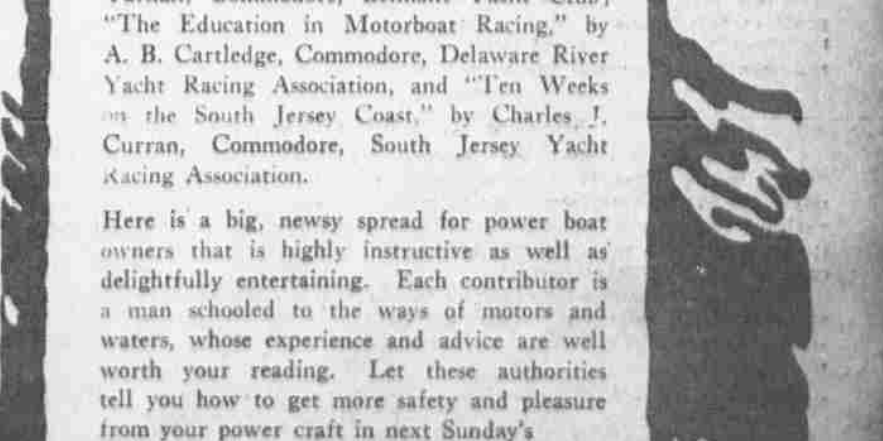 "The Education in Motorboat Racing," by
A. B. Cartledge, Commodore, Delaware River
Yacht Racing Association, and "Ten Weeks
on the South Jersey Coast," by Charles J.
Curran, Commodore, South Jersey Yacht
Racing Association.
Here is a big, newsy spread for power boat
owners that is highly instructive as well as
delightfully entertaining. Each contributor is
a man schooled to the ways of motors and
waters, whose experience and advice are well
worth your reading. Let these authorities
tell you how to get more safety and pleasure
from your power craft in next Sunday's